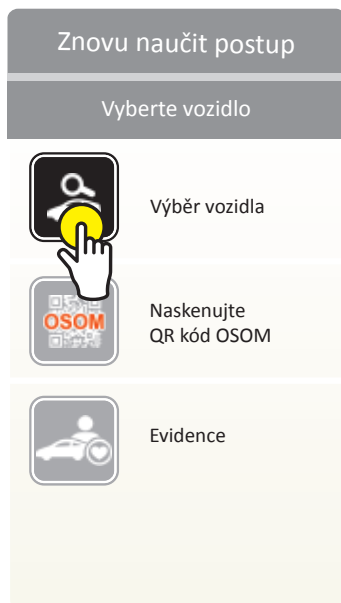 Znovu naučit postup
Vyberte vozidlo
Výběr vozidla
OSOM
Naskenujte
QR kód OSOM
Evidence